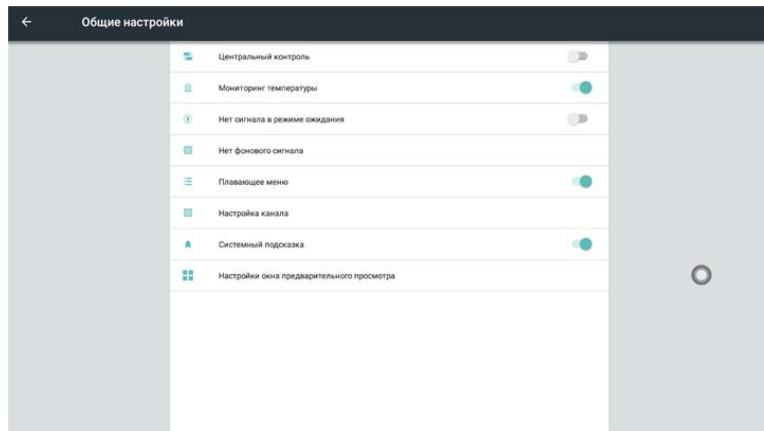 Общие настройки
Центральный контроль
Мониторинг температуры
Нет сигнала в режиме ожидания
Нет фонового сигнала
Плавающее меню
Настройка канала
Системный подсказка
Настройки окна предварительного просмотра